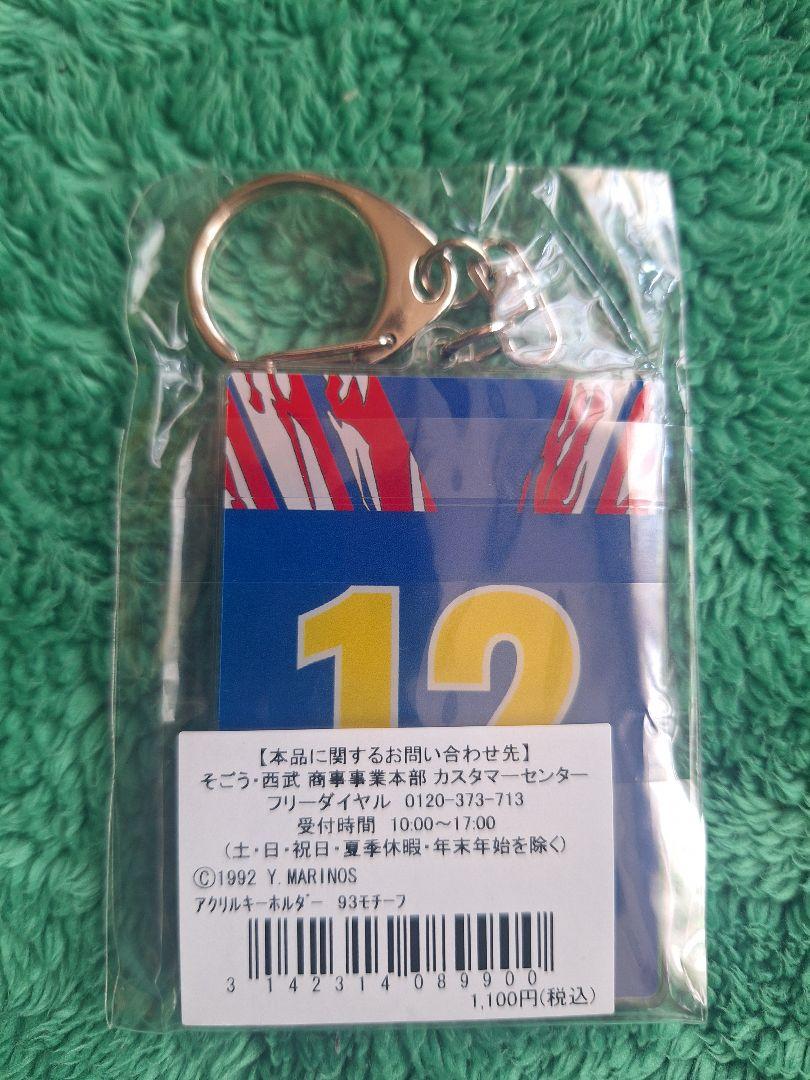 12
【本品に関するお問い合わせ先】
そごう・西武 商事事業本部 カスタマーセンター
フリーダイヤル 0120-373-713
受付時間 10:00～17:00
(土・日・祝日・夏季休暇・年末年始を除く)
Ⓒ1992 Y.MARINOS
ｱｸﾘﾙｷｰﾎﾙﾀﾞｰ 93ﾓﾁｰﾌ
3142314089900
1,100円(税込)